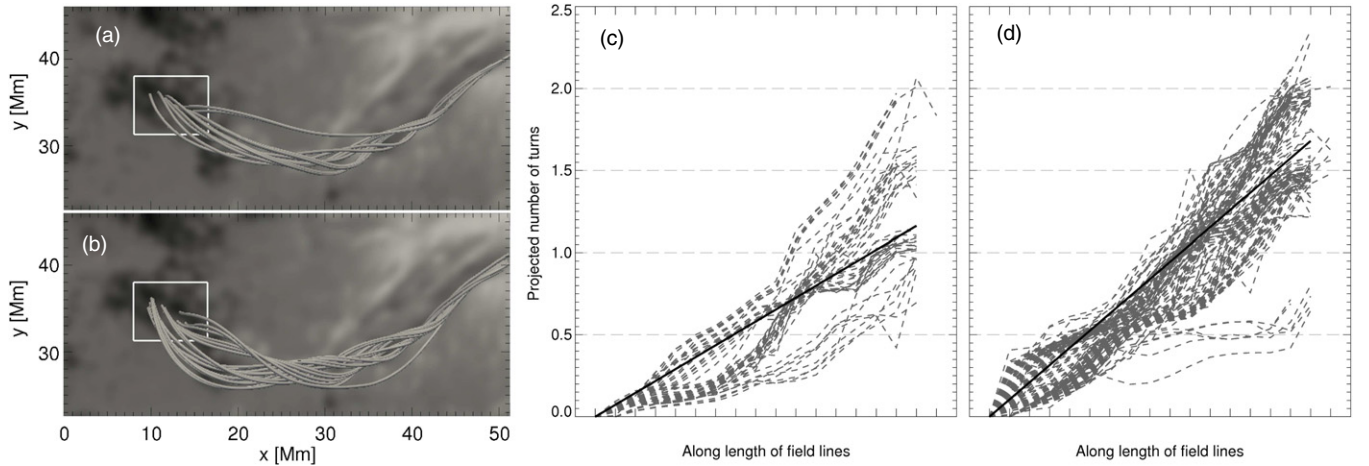 (a)
40
30
y [Mm]
(b)
40
30
y [Mm]
0 10 20 30 40 50
x [Mm]
(c)
2.5
2.0
1.5
1.0
0.5
0.0
Projected number of turns
Along length of field lines
(d)
Along length of field lines